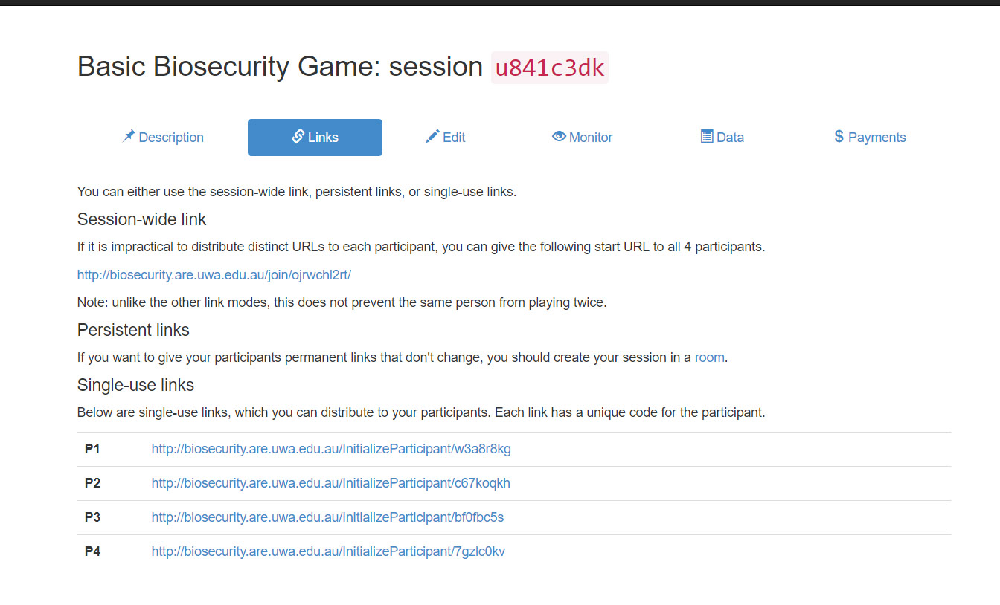 Basic Biosecurity Game: session u841c3dk
Description Links Edit Monitor Data $ Payments
You can either use the session-wide link, persistent links, or single-use links.
Session-wide link
If it is impractical to distribute distinct URLs to each participant, you can give the following start URL to all 4 participants.
http://biosecurity.are.uwa.edu.au/join/ojrwchl2rt/
Note: unlike the other link modes, this does not prevent the same person from playing twice.
Persistent links
If you want to give your participants permanent links that don't change, you should create your session in a room.
Single-use links
Below are single-use links, which you can distribute to your participants. Each link has a unique code for the participant.
P1 http://biosecurity.are.uwa.edu.au/InitializeParticipant/w3a8r8kg
P2 http://biosecurity.are.uwa.edu.au/InitializeParticipant/c67koqkh
P3 http://biosecurity.are.uwa.edu.au/InitializeParticipant/bf0fbc5s
P4 http://biosecurity.are.uwa.edu.au/InitializeParticipant/7gzlc0kv